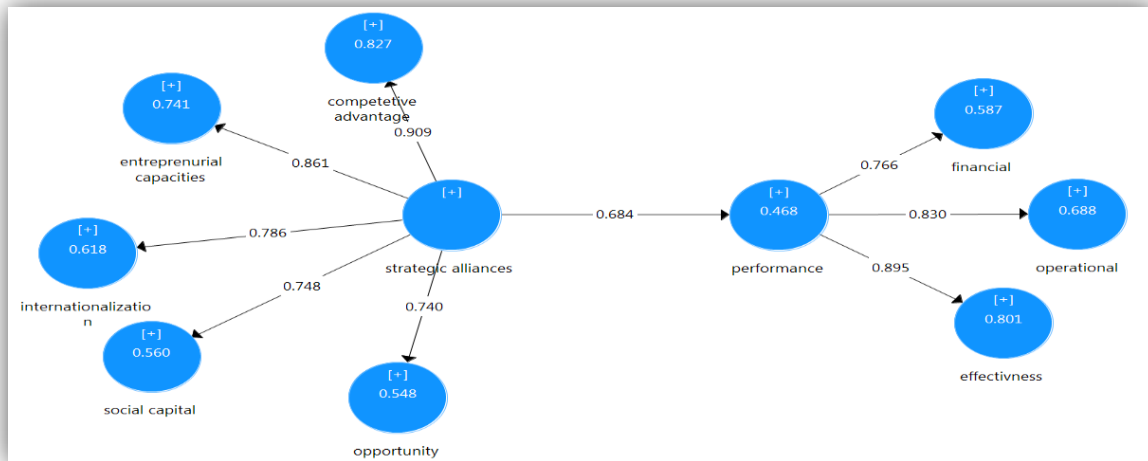 [+]
0.827
competetive
advantage
0.909
[+]
0.741
entreprenurial
capacities
0.861
[+]
0.618
internationalizatio
n
0.786
[+]
0.560
social capital
0.748
[+]
0.548
opportunity
0.740
[+]
strategic alliances
0.684
[+]
0.468
performance
0.766
[+]
0.587
financial
0.830
[+]
0.688
operational
0.895
[+]
0.801
effectivness